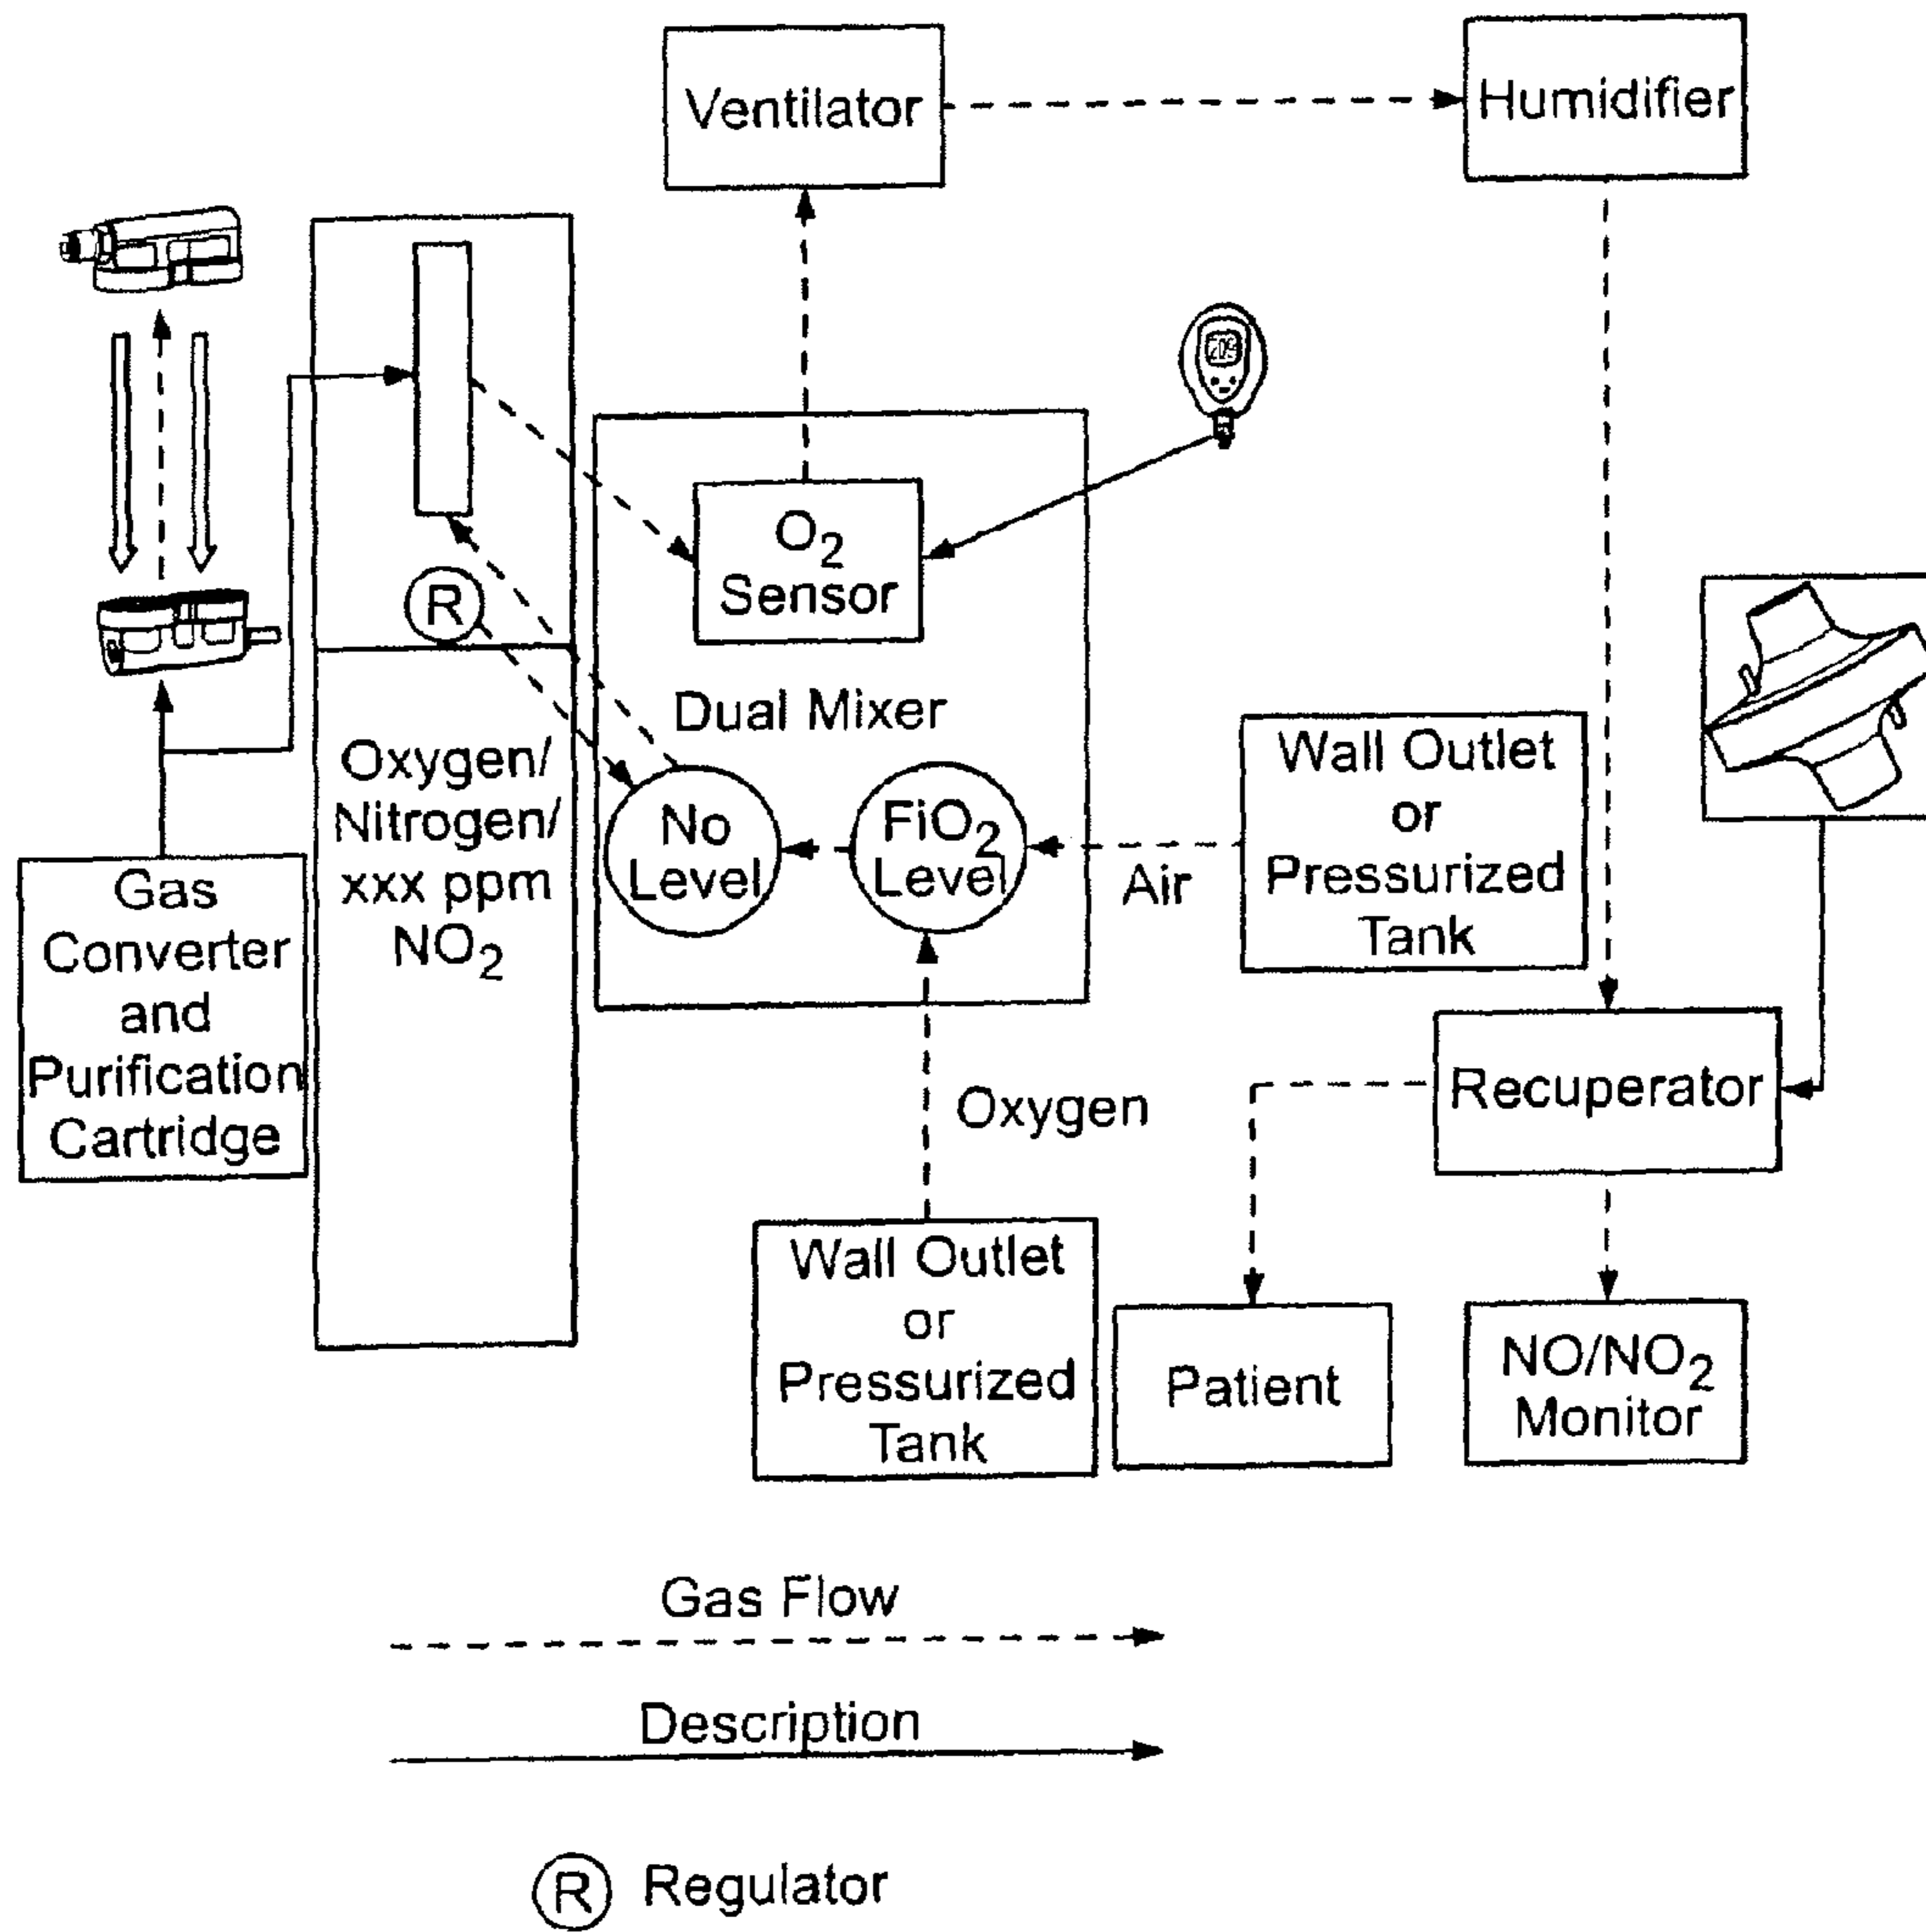 Ventilator
Humidifier
O2
Sensor
Dual Mixer
R
Oxygen/
Nitrogen/
xxx ppm
NO2
No
Level
FiO2
Level
Air
Wall Outlet
or
Pressurized
Tank
Gas
Converter
and
Purification
Cartridge
Oxygen
Recuperator
Wall Outlet
or
Pressurized
Tank
Patient
NO/NO2
Monitor
Gas Flow
Description
R Regulator